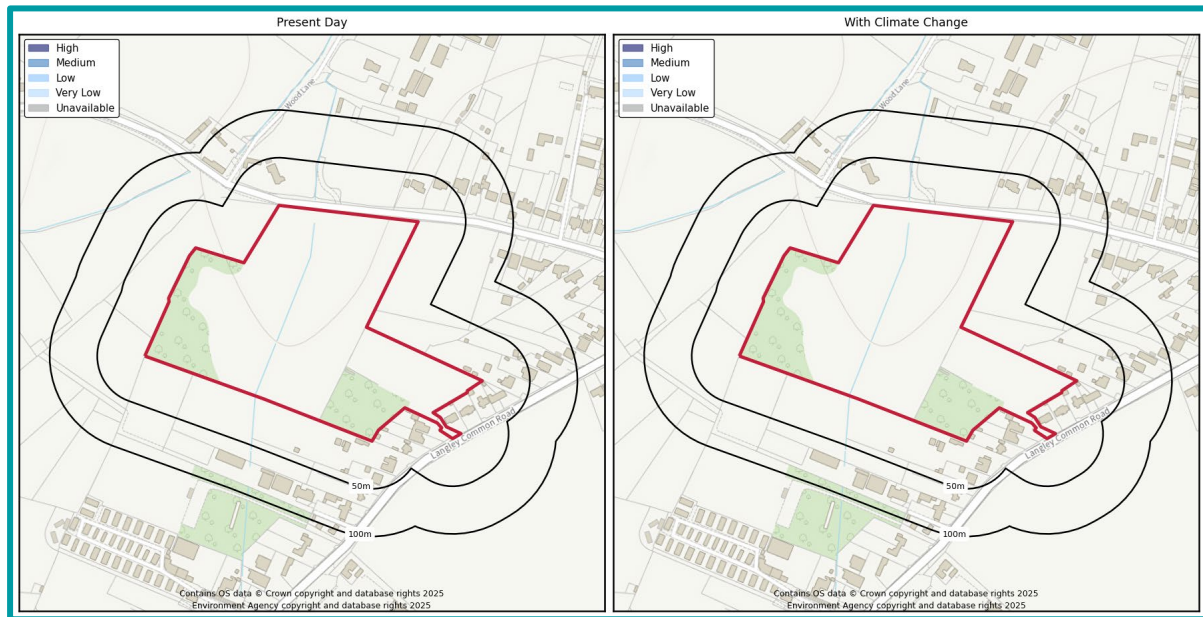 Present Day
High
Medium
Low
Very Low
Unavailable
Wood Lane
Langley Common Road
50m
100m
Contains OS data © Crown copyright and database rights 2025
Environment Agency copyright and database rights 2025
With Climate Change
High
Medium
Low
Very Low
Unavailable
Wood Lane
Langley Common Road
50m
100m
Contains OS data © Crown copyright and database rights 2025
Environment Agency copyright and database rights 2025